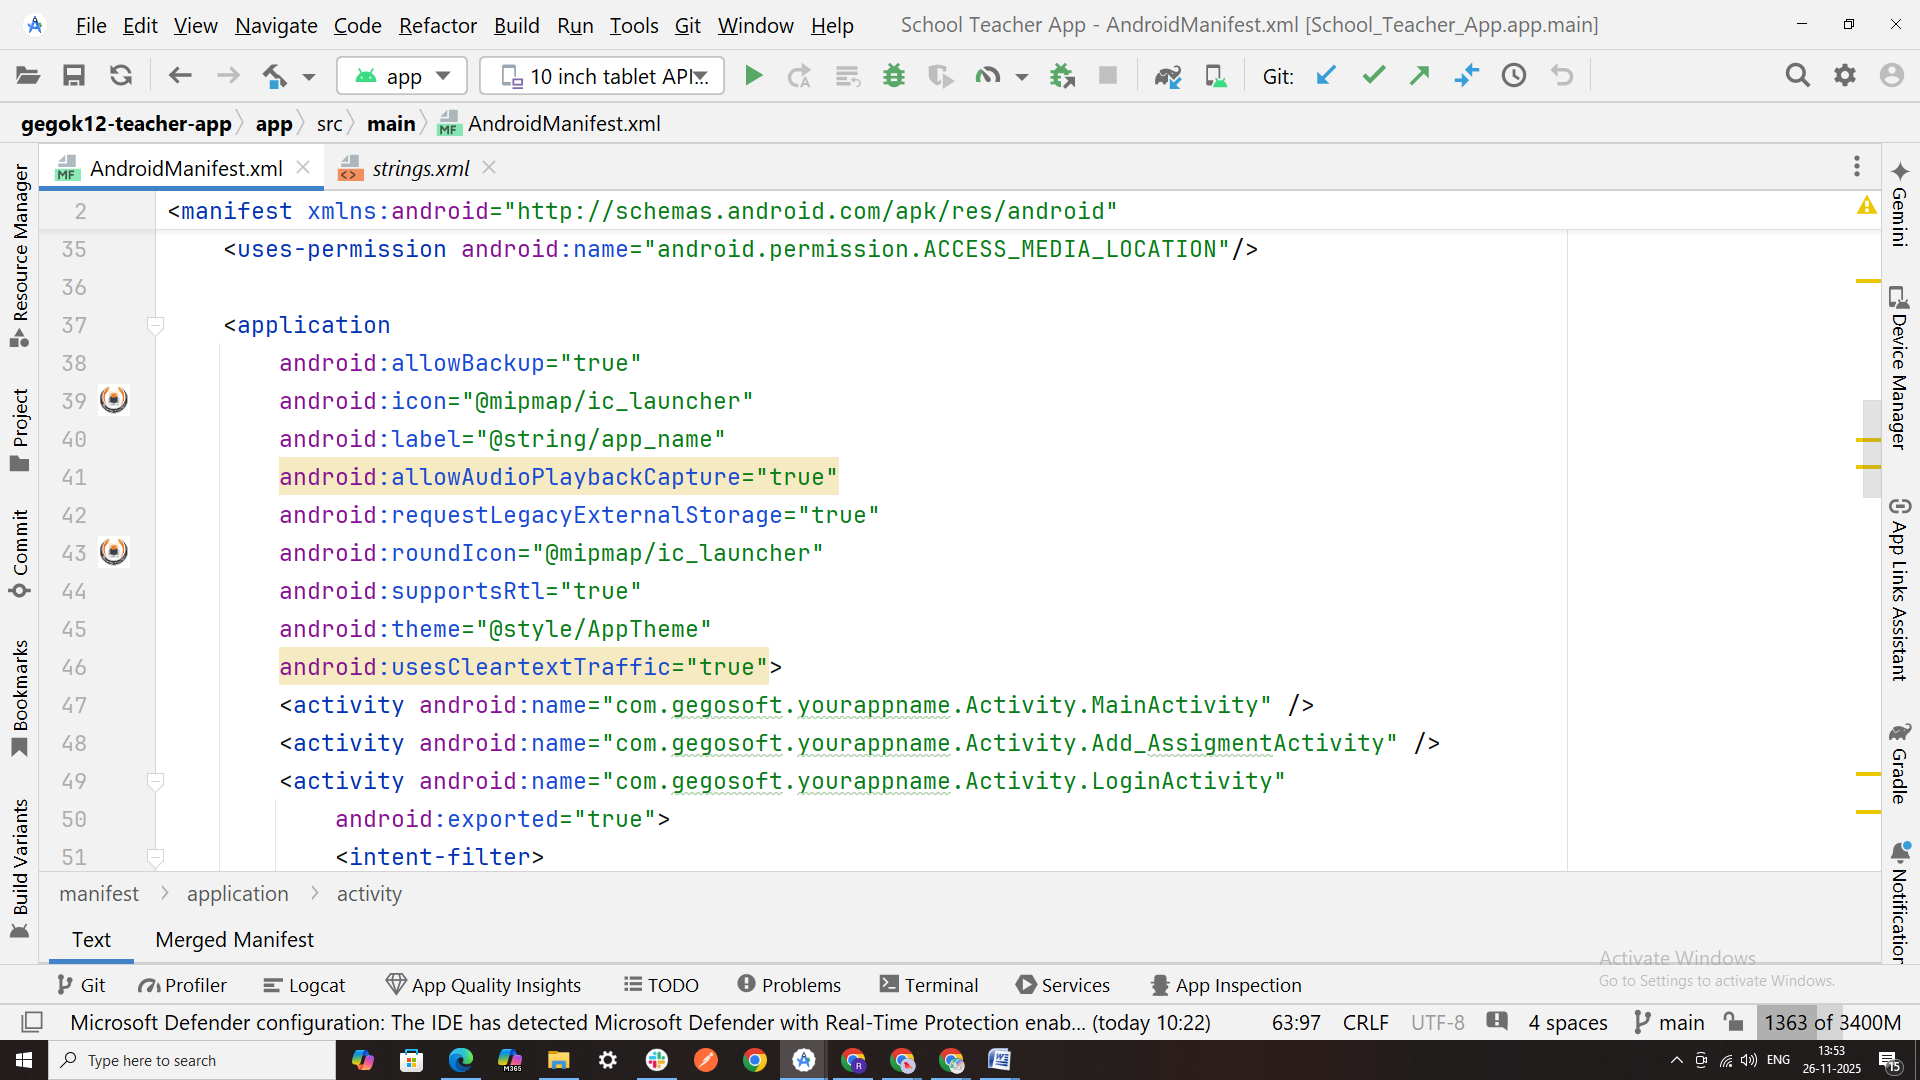 File Edit View Navigate Code Refactor Build Run Tools Git Window Help School Teacher App - AndroidManifest.xml [School_Teacher_App.app.main]
app 10 inch tablet API... Git:
gegok12-teacher-app app src main MF AndroidManifest.xml
MF AndroidManifest.xml strings.xml
2 <manifest xmlns:android="http://schemas.android.com/apk/res/android"
35 <uses-permission android:name="android.permission.ACCESS_MEDIA_LOCATION"/>
36
37 <application
38 android:allowBackup="true"
39 android:icon="@mipmap/ic_launcher"
40 android:label="@string/app_name"
41 android:allowAudioPlaybackCapture="true"
42 android:requestLegacyExternalStorage="true"
43 android:roundIcon="@mipmap/ic_launcher"
44 android:supportsRtl="true"
45 android:theme="@style/AppTheme"
46 android:usesCleartextTraffic="true">
47 <activity android:name="com.gegosoft.yourappname.Activity.MainActivity" />
48 <activity android:name="com.gegosoft.yourappname.Activity.Add_AssigmentActivity" />
49 <activity android:name="com.gegosoft.yourappname.Activity.LoginActivity"
50 android:exported="true">
51 <intent-filter>
Resource Manager
Project
Commit
Bookmarks
Build Variants
Gemini
Device Manager
App Links Assistant
Gradle
Notification
manifest application activity
Text Merged Manifest
Activate Windows
Go to Settings to activate Windows.
Git Profiler Logcat App Quality Insights TODO Problems Terminal Services App Inspection
Microsoft Defender configuration: The IDE has detected Microsoft Defender with Real-Time Protection enab... (today 10:22) 63:97 CRLF UTF-8 4 spaces main 1363 of 3400M
Type here to search M365 R ENG 13:53
26-11-2025 15